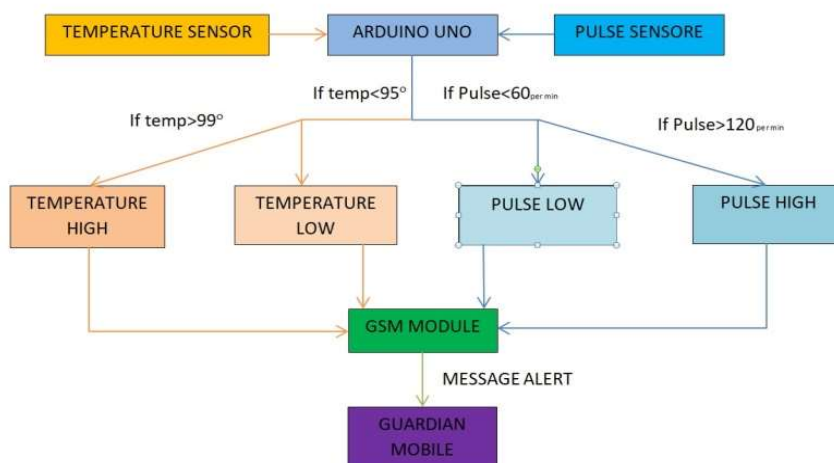 TEMPERATURE SENSOR
ARDUINO UNO
PULSE SENSORE
If temp<95°
If Pulse<60per min
If temp>99°
If Pulse>120per min
TEMPERATURE
HIGH
TEMPERATURE
LOW
PULSE LOW
PULSE HIGH
GSM MODULE
MESSAGE ALERT
GUARDIAN
MOBILE